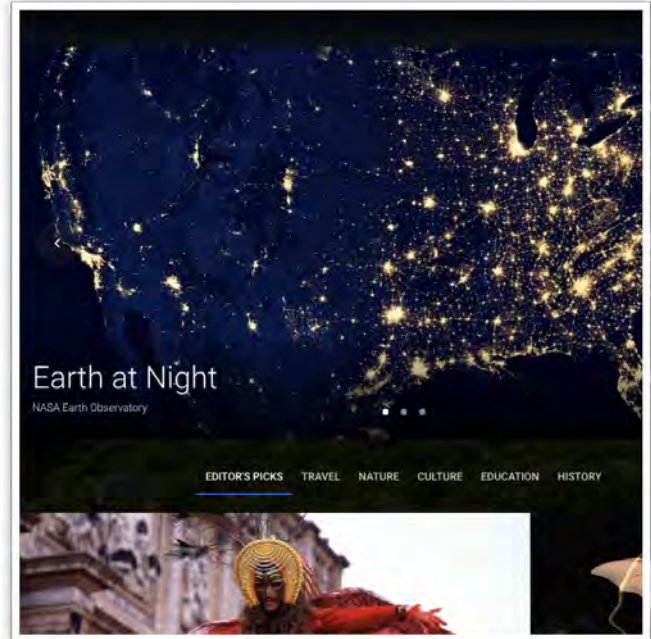 Earth at Night
NASA Earth Observatory
EDITOR'S PICKS TRAVEL NATURE CULTURE EDUCATION HISTORY